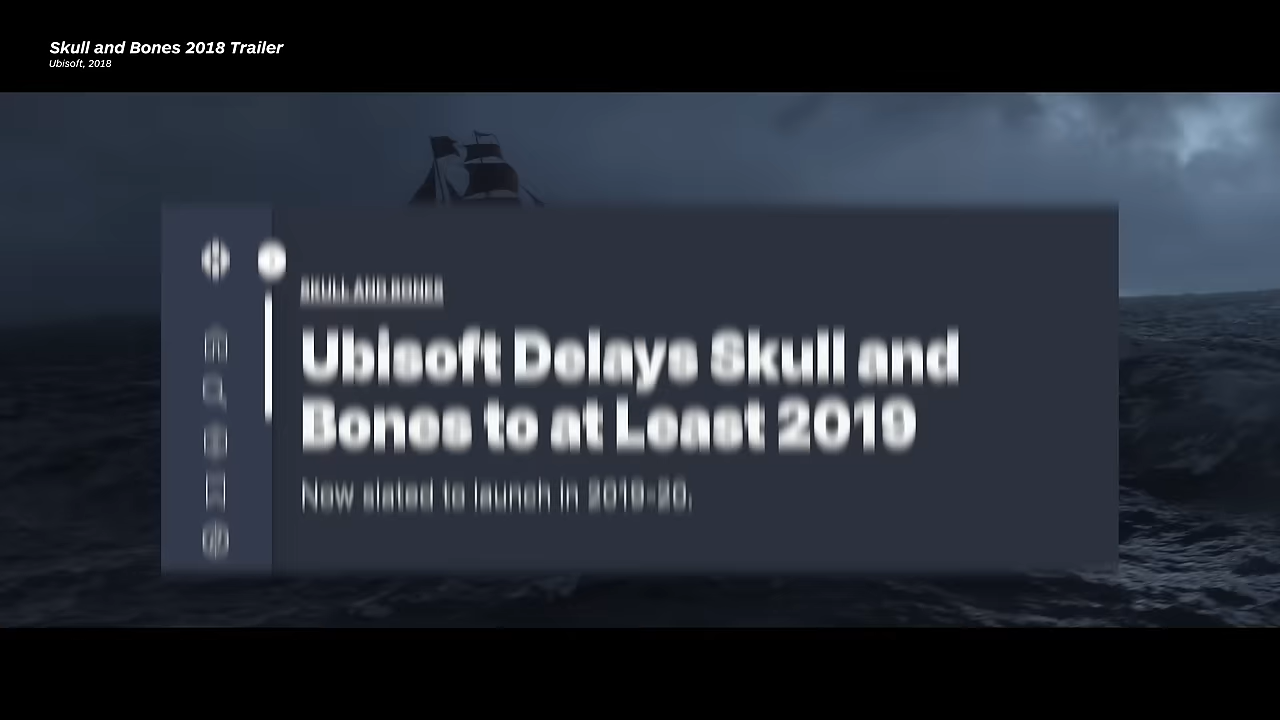 Skull and Bones 2018 Trailer
Ubisoft, 2018
SKULL AND BONES
Ubisoft Delays Skull and
Bones to at Least 2019
Now slated to launch in 2019-20.